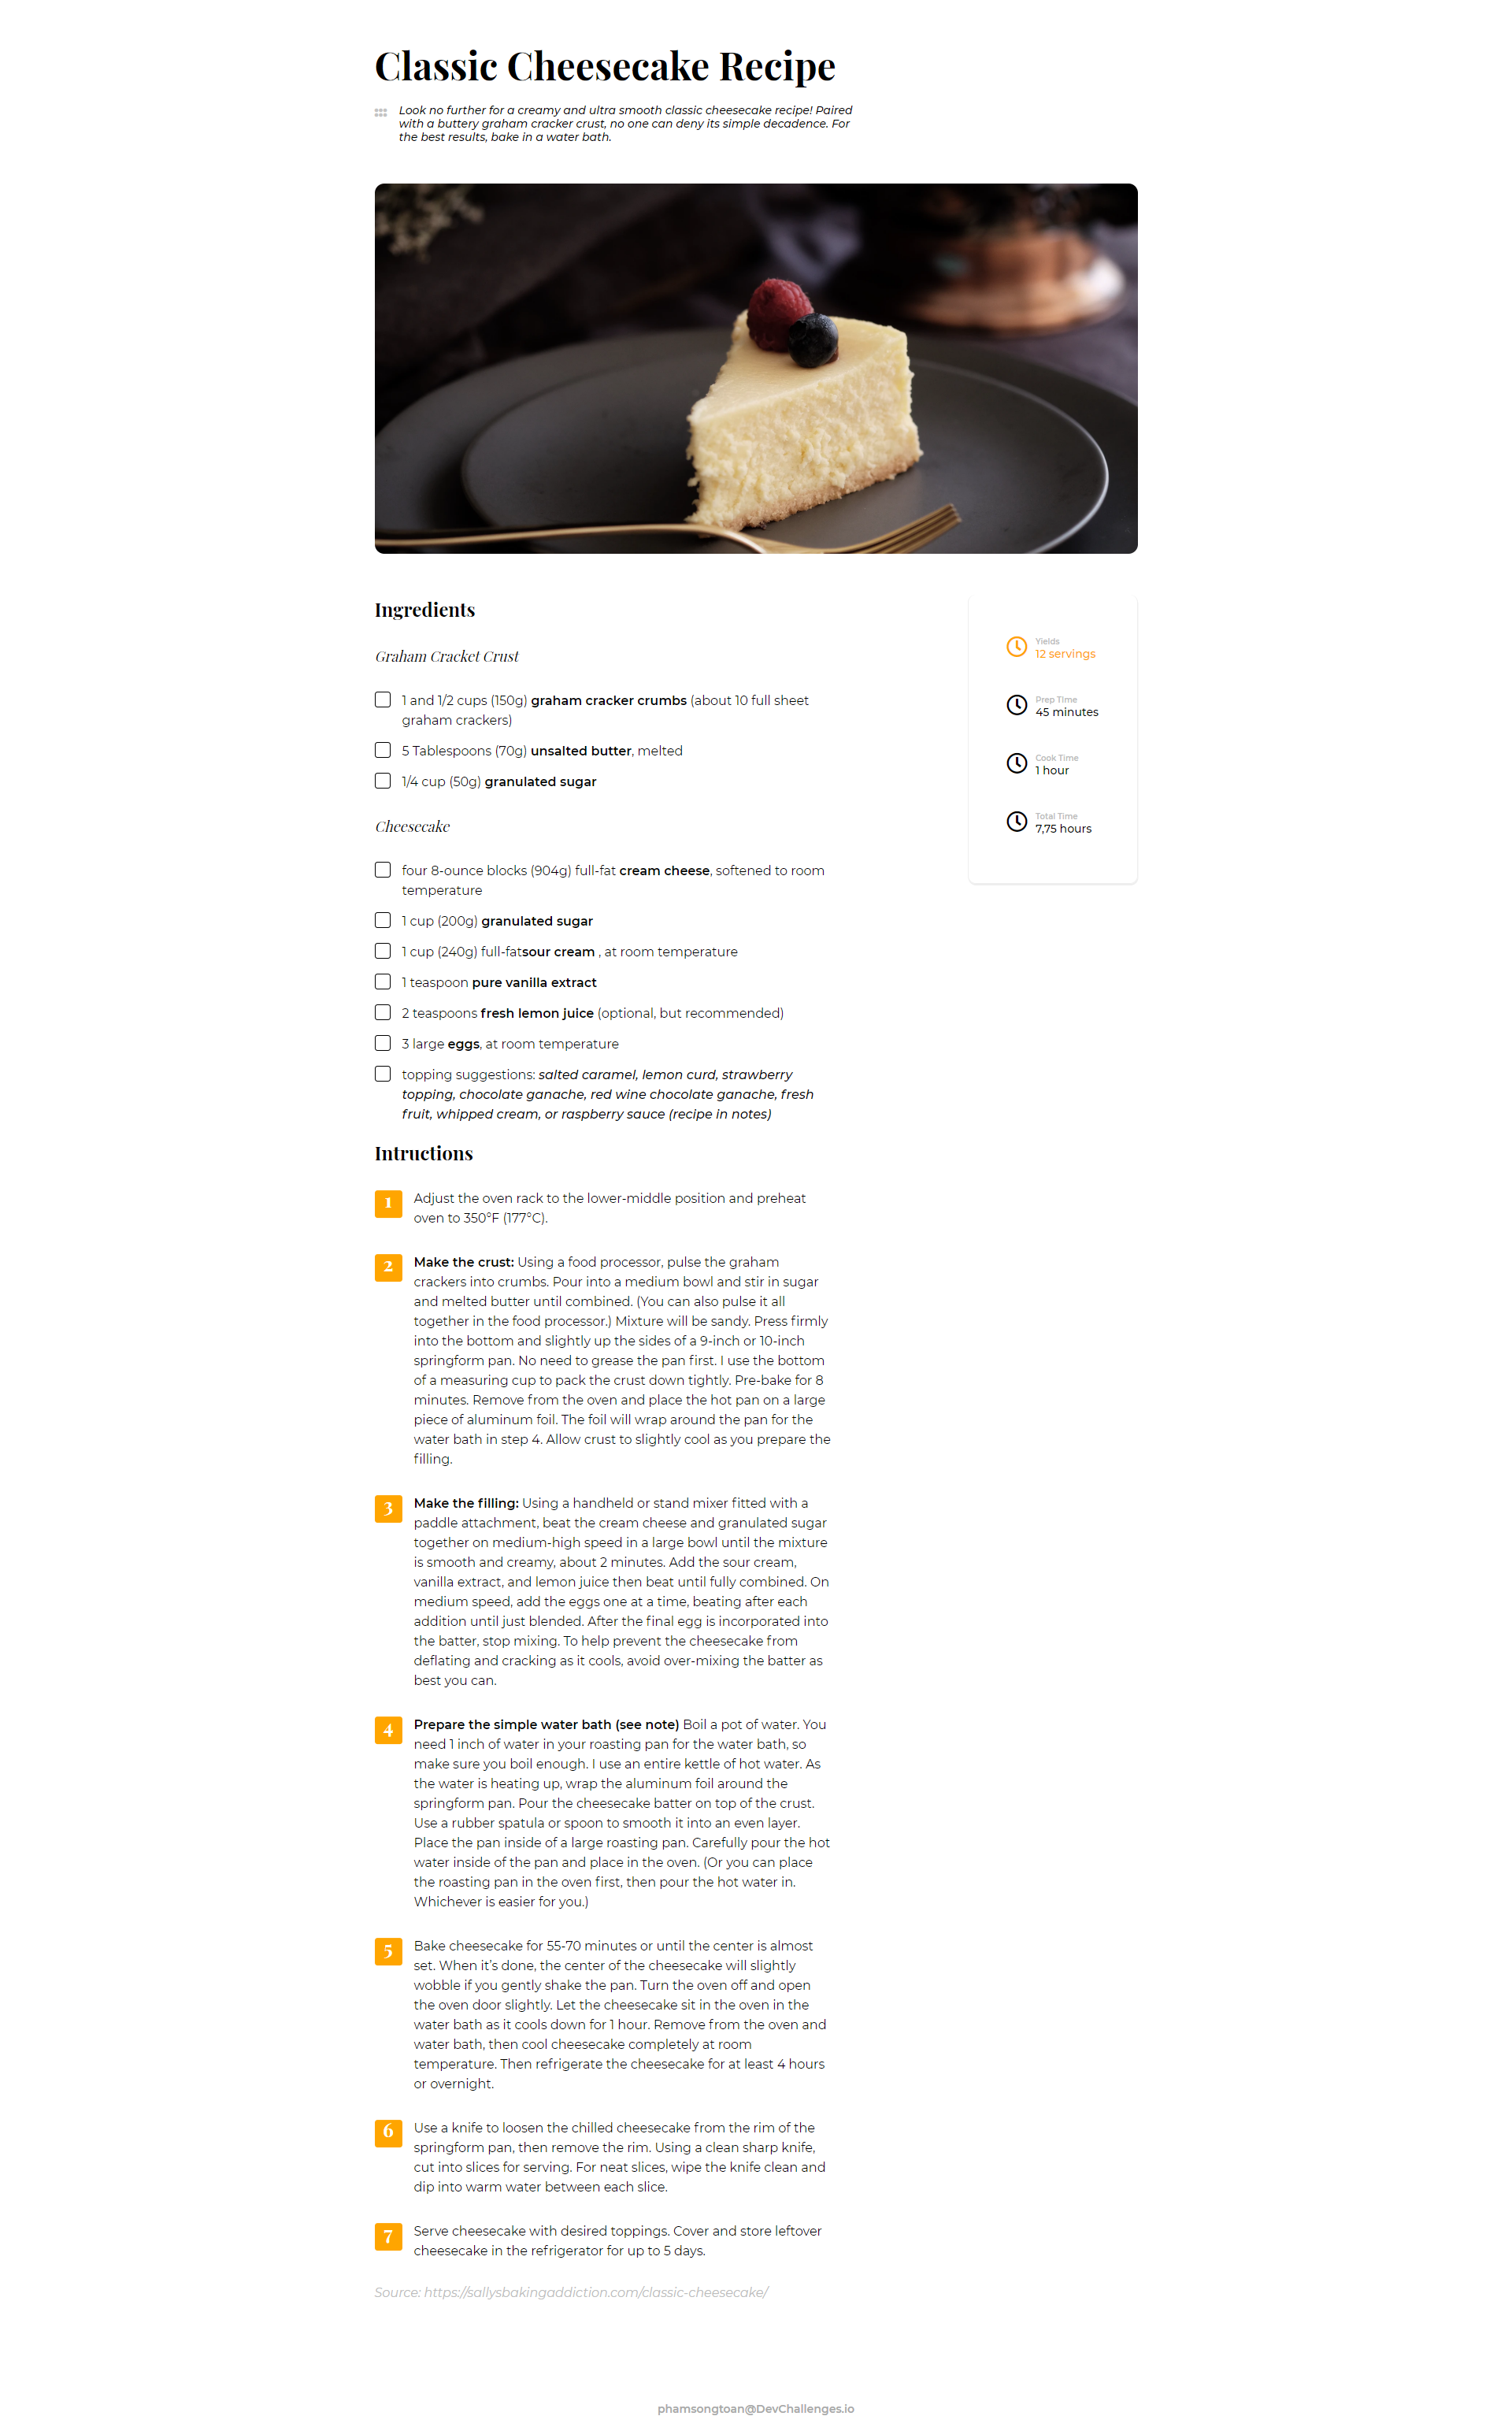 Classic Cheesecake Recipe
Look no further for a creamy and ultra smooth classic cheesecake recipe! Paired
with a buttery graham cracker crust, no one can deny its simple decadence. For
the best results, bake in a water bath.
Ingredients
Graham Cracket Crust
1 and 1/2 cups (150g) graham cracker crumbs (about 10 full sheet
graham crackers)
5 Tablespoons (70g) unsalted butter, melted
1/4 cup (50g) granulated sugar
Cheesecake
four 8-ounce blocks (904g) full-fat cream cheese, softened to room
temperature
1 cup (200g) granulated sugar
1 cup (240g) full-fatsour cream , at room temperature
1 teaspoon pure vanilla extract
2 teaspoons fresh lemon juice (optional, but recommended)
3 large eggs, at room temperature
topping suggestions: salted caramel, lemon curd, strawberry
topping, chocolate ganache, red wine chocolate ganache, fresh
fruit, whipped cream, or raspberry sauce (recipe in notes)
Yields
12 servings
Prep Time
45 minutes
Cook Time
1 hour
Total Time
7,75 hours
Intructions
1 Adjust the oven rack to the lower-middle position and preheat
oven to 350°F (177°C).
2 Make the crust: Using a food processor, pulse the graham
crackers into crumbs. Pour into a medium bowl and stir in sugar
and melted butter until combined. (You can also pulse it all
together in the food processor.) Mixture will be sandy. Press firmly
into the bottom and slightly up the sides of a 9-inch or 10-inch
springform pan. No need to grease the pan first. I use the bottom
of a measuring cup to pack the crust down tightly. Pre-bake for 8
minutes. Remove from the oven and place the hot pan on a large
piece of aluminum foil. The foil will wrap around the pan for the
water bath in step 4. Allow crust to slightly cool as you prepare the
filling.
3 Make the filling: Using a handheld or stand mixer fitted with a
paddle attachment, beat the cream cheese and granulated sugar
together on medium-high speed in a large bowl until the mixture
is smooth and creamy, about 2 minutes. Add the sour cream,
vanilla extract, and lemon juice then beat until fully combined. On
medium speed, add the eggs one at a time, beating after each
addition until just blended. After the final egg is incorporated into
the batter, stop mixing. To help prevent the cheesecake from
deflating and cracking as it cools, avoid over-mixing the batter as
best you can.
4 Prepare the simple water bath (see note) Boil a pot of water. You
need 1 inch of water in your roasting pan for the water bath, so
make sure you boil enough. I use an entire kettle of hot water. As
the water is heating up, wrap the aluminum foil around the
springform pan. Pour the cheesecake batter on top of the crust.
Use a rubber spatula or spoon to smooth it into an even layer.
Place the pan inside of a large roasting pan. Carefully pour the hot
water inside of the pan and place in the oven. (Or you can place
the roasting pan in the oven first, then pour the hot water in.
Whichever is easier for you.)
5 Bake cheesecake for 55-70 minutes or until the center is almost
set. When it’s done, the center of the cheesecake will slightly
wobble if you gently shake the pan. Turn the oven off and open
the oven door slightly. Let the cheesecake sit in the oven in the
water bath as it cools down for 1 hour. Remove from the oven and
water bath, then cool cheesecake completely at room
temperature. Then refrigerate the cheesecake for at least 4 hours
or overnight.
6 Use a knife to loosen the chilled cheesecake from the rim of the
springform pan, then remove the rim. Using a clean sharp knife,
cut into slices for serving. For neat slices, wipe the knife clean and
dip into warm water between each slice.
7 Serve cheesecake with desired toppings. Cover and store leftover
cheesecake in the refrigerator for up to 5 days.
Source: https://sallysbakingaddiction.com/classic-cheesecake/
phamsongtoan@DevChallenges.io